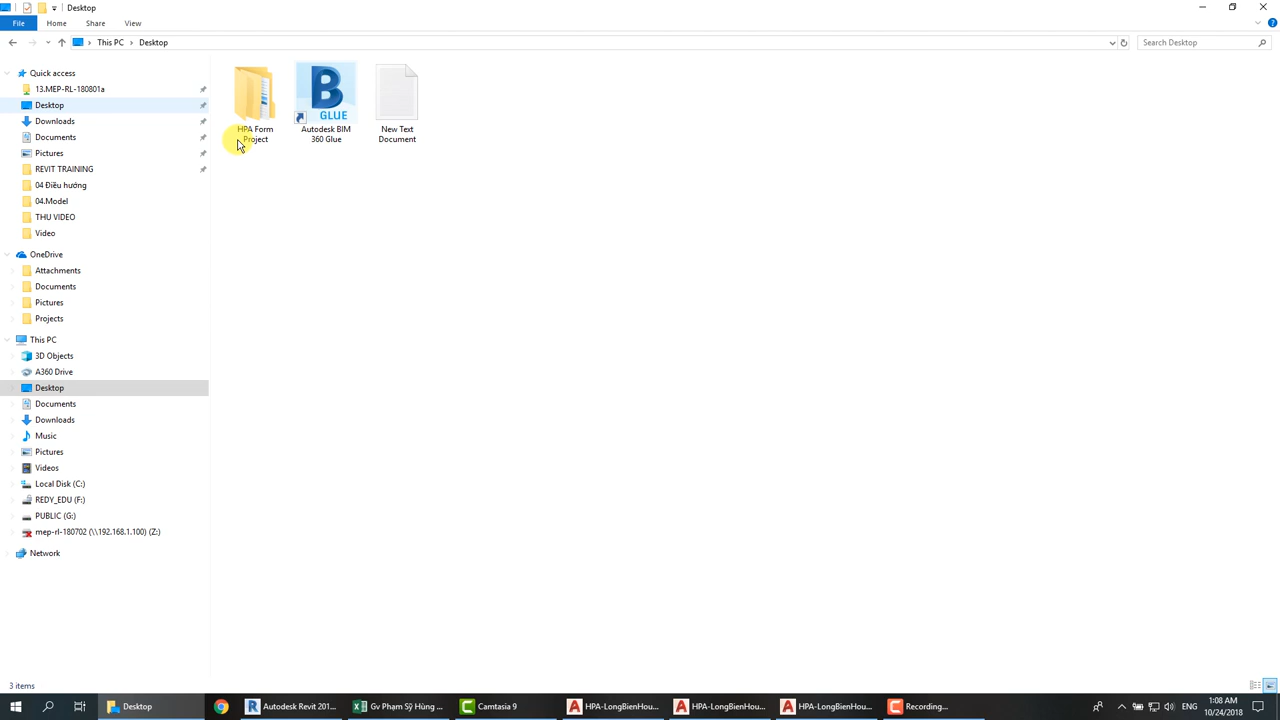 Desktop
File
Home
Share
View
This PC
Desktop
Search Desktop
Quick access
13.MEP-RL-180801a
Desktop
Downloads
Documents
Pictures
REVIT TRAINING
04 Điều hướng
04.Model
THU VIDEO
Video
OneDrive
Attachments
Documents
Pictures
Projects
This PC
3D Objects
A360 Drive
Desktop
Documents
Downloads
Music
Pictures
Videos
Local Disk (C:)
REDY_EDU (F:)
PUBLIC (G:)
mep-rl-180702 (\\192.168.1.100) (Z:)
Network
HPA Form
Project
B
GLUE
Autodesk BIM
360 Glue
New Text
Document
3 items
Desktop
Autodesk Revit 201...
Gv Phạm Sỹ Hùng ...
Camtasia 9
HPA-LongBienHou...
HPA-LongBienHou...
HPA-LongBienHou...
Recording...
ENG
1:08 AM
10/24/2018